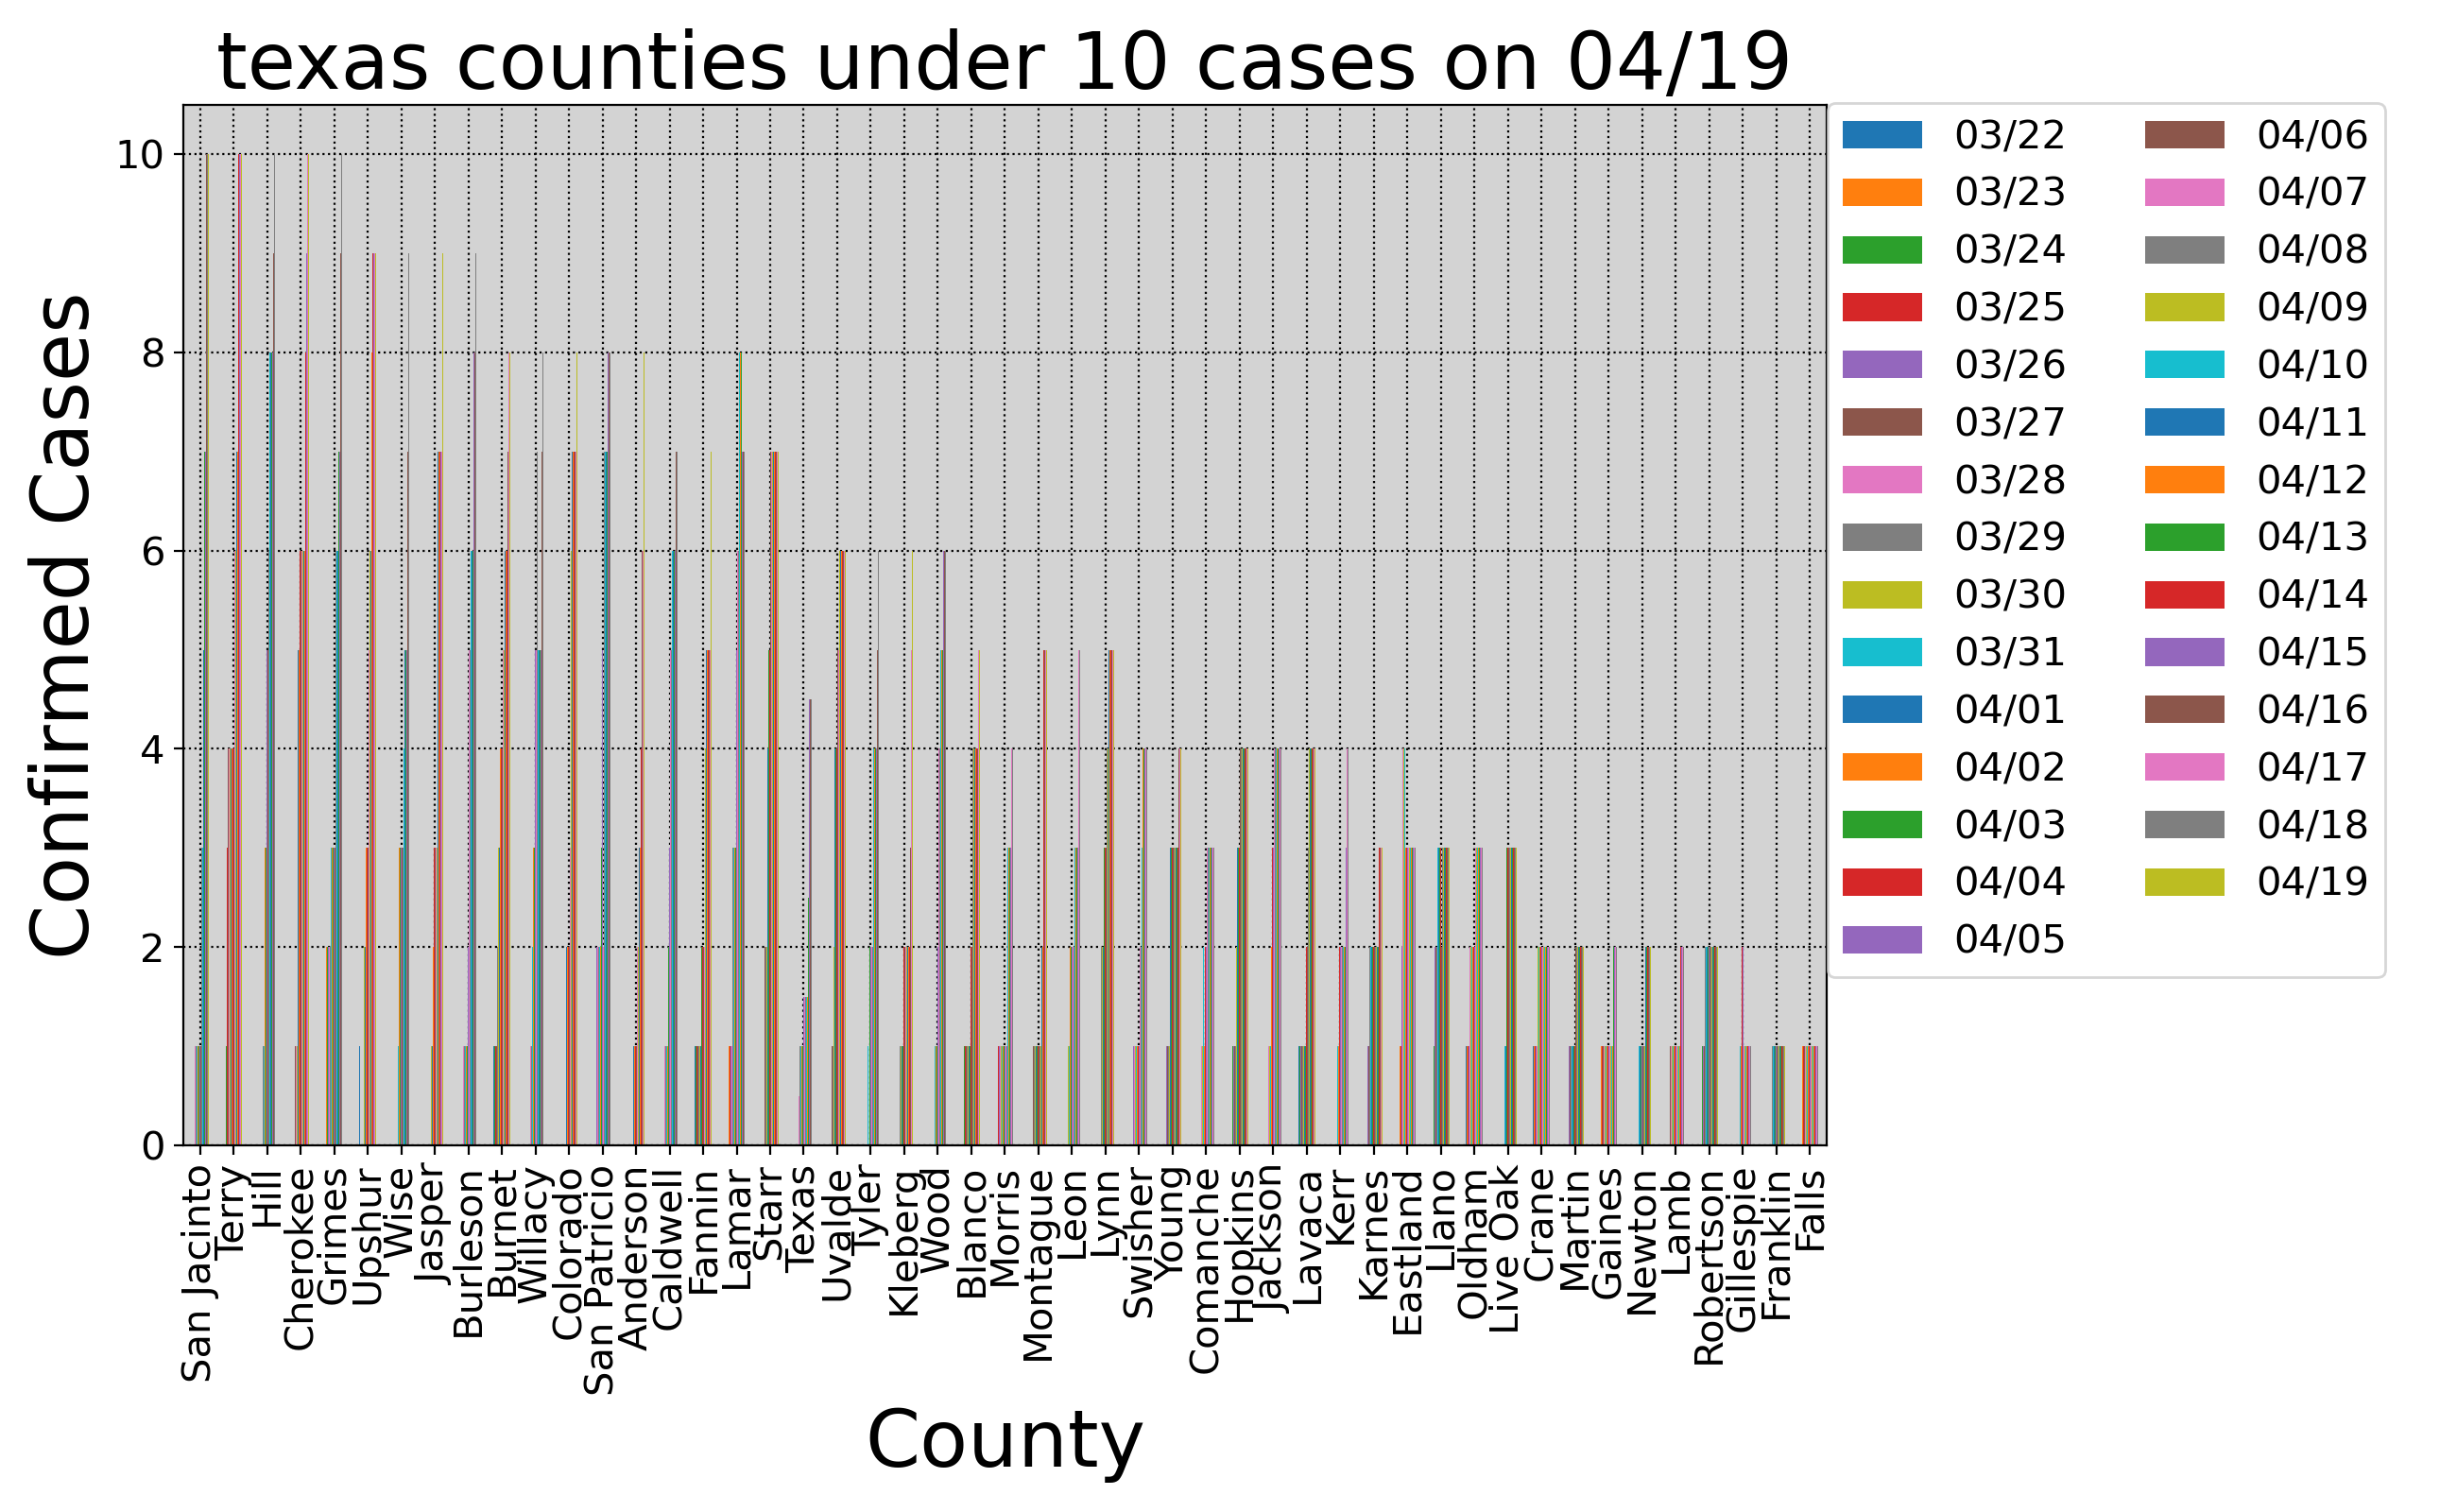 texas counties under 10 cases on 04/19
Confirmed Cases
10
8
6
4
2
0
San Jacinto
Terry
Hill
Cherokee
Grimes
Upshur
Wise
Jasper
Burleson
Burnet
Willacy
Colorado
San Patricio
Anderson
Caldwell
Fannin
Lamar
Starr
Texas
Uvalde
Tyler
Kleberg
Wood
Blanco
Morris
Montague
Leon
Lynn
Swisher
Young
Comanche
Hopkins
Jackson
Lavaca
Kerr
Karnes
Eastland
Llano
Oldham
Live Oak
Crane
Martin
Gaines
Newton
Lamb
Robertson
Gillespie
Franklin
Falls
County
03/22
03/23
03/24
03/25
03/26
03/27
03/28
03/29
03/30
03/31
04/01
04/02
04/03
04/04
04/05
04/06
04/07
04/08
04/09
04/10
04/11
04/12
04/13
04/14
04/15
04/16
04/17
04/18
04/19